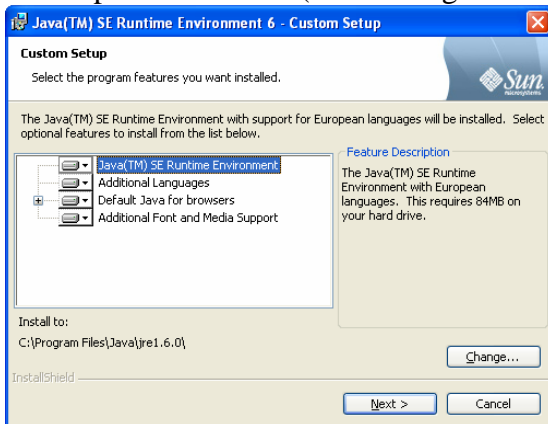 Java(TM) SE Runtime Environment 6 - Custom Setup
Custom Setup
Select the program features you want installed.
Sun
microsystems
The Java(TM) SE Runtime Environment with support for European languages will be installed. Select
optional features to install from the list below.
Java(TM) SE Runtime Environment
Additional Languages
Default Java for browsers
Additional Font and Media Support
Feature Description
The Java(TM) SE Runtime
Environment with European
languages. This requires 84MB on
your hard drive.
Install to:
C:\Program Files\Java\jre1.6.0\
Change...
InstallShield
Next >
Cancel